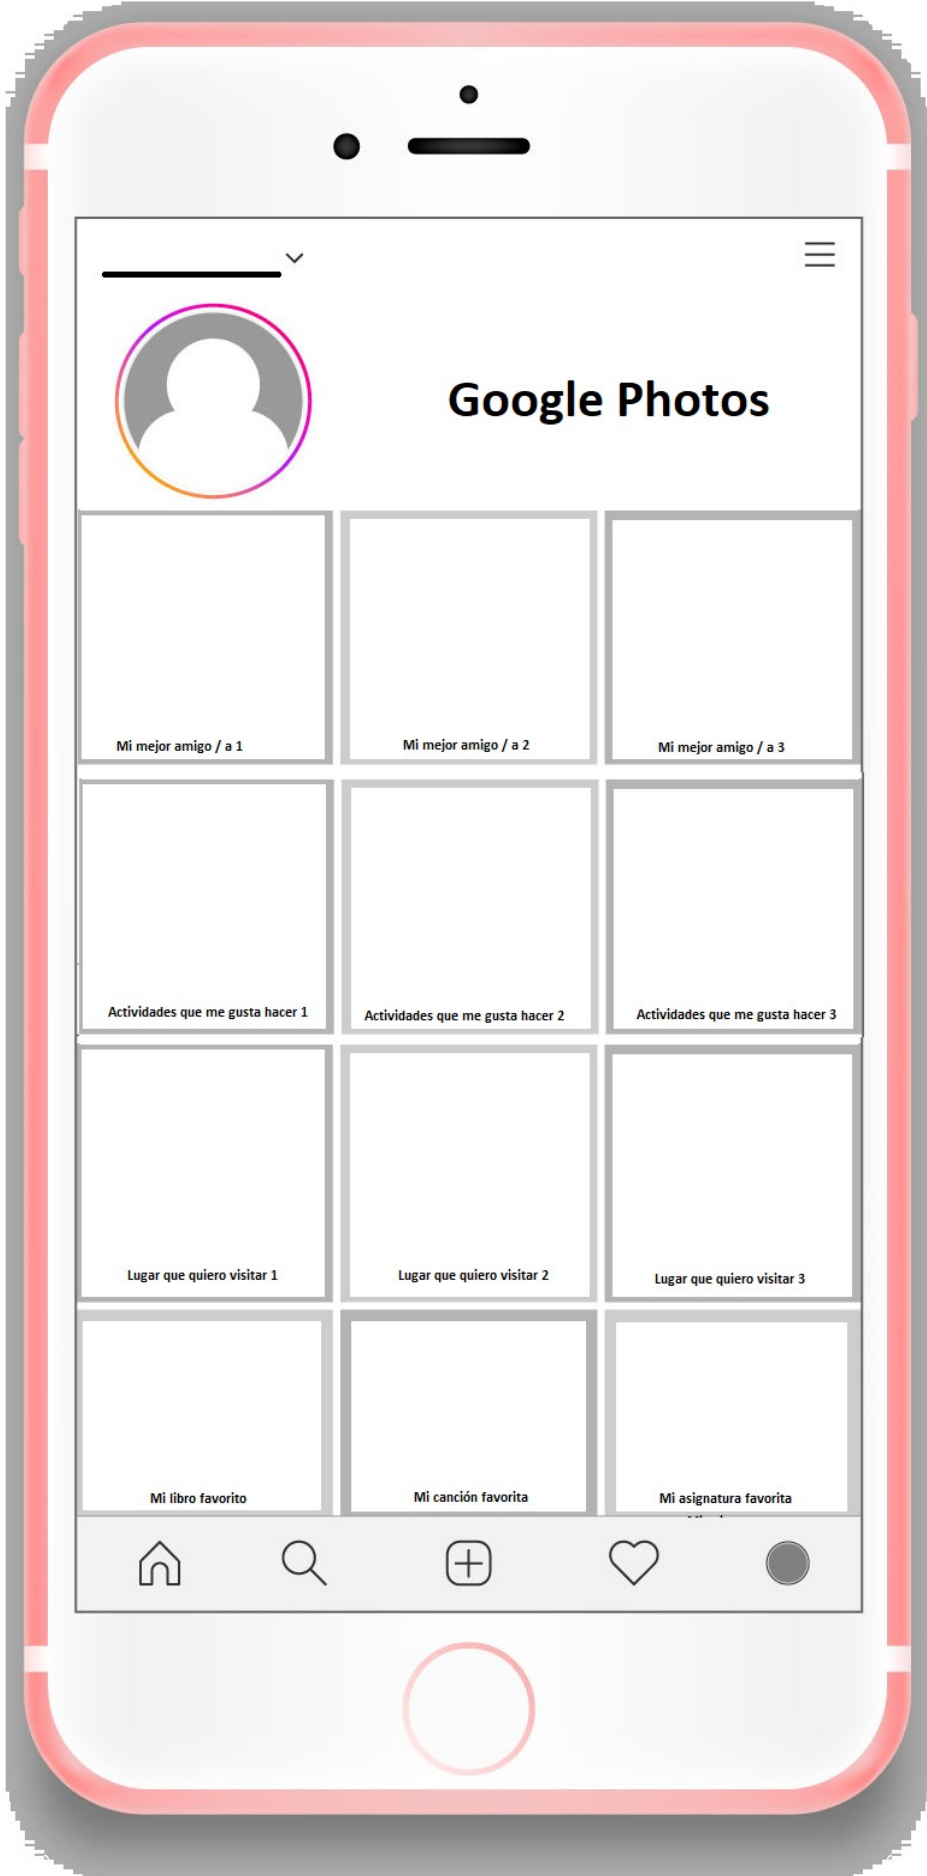 Google Photos
Mi mejor amigo / a 1
Mi mejor amigo / a 2
Mi mejor amigo / a 3
Actividades que me gusta hacer 1
Actividades que me gusta hacer 2
Actividades que me gusta hacer 3
Lugar que quiero visitar 1
Lugar que quiero visitar 2
Lugar que quiero visitar 3
Mi libro favorito
Mi canción favorita
Mi asignatura favorita